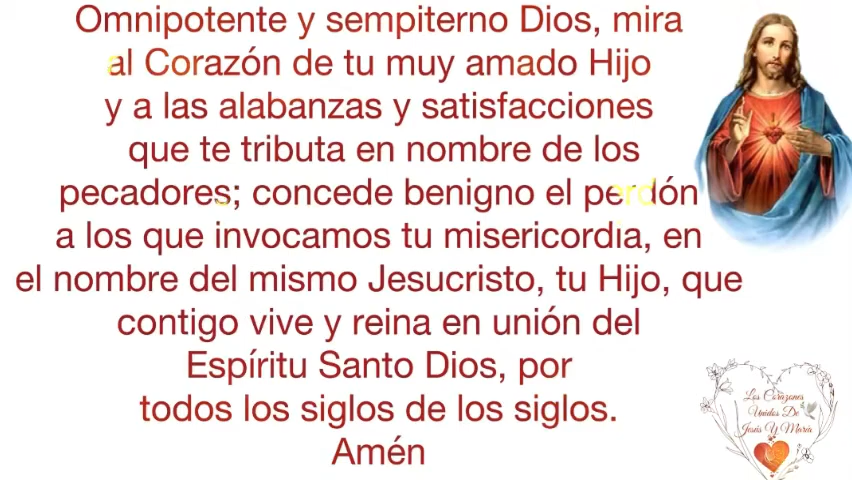 Omnipotente y sempiterno Dios, mira
al Corazón de tu muy amado Hijo
y a las alabanzas y satisfacciones
que te tributa en nombre de los
pecadores; concede benigno el perdón
a los que invocamos tu misericordia, en
el nombre del mismo Jesucristo, tu Hijo, que
contigo vive y reina en unión del
Espíritu Santo Dios, por
todos los siglos de los siglos.
Amén
Los Corazones
Unidos De
Jesús Y María